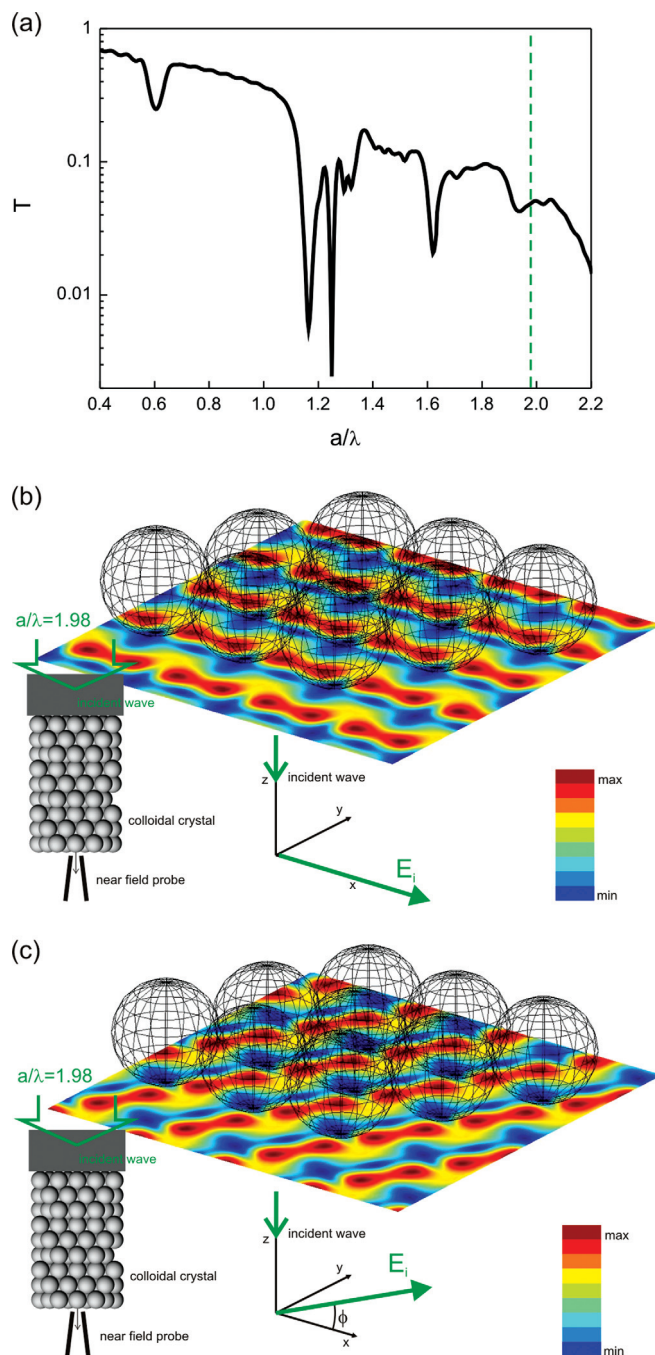 (a)
1
0.1
0.01
T
0.4 0.6 0.8 1.0 1.2 1.4 1.6 1.8 2.0 2.2
a/λ
(b)
a/λ=1.98
incident wave
colloidal crystal
near field probe
z
incident wave
y
x
E_i
max
min
(c)
a/λ=1.98
incident wave
colloidal crystal
near field probe
z
incident wave
y
E_i
ϕ
x
max
min